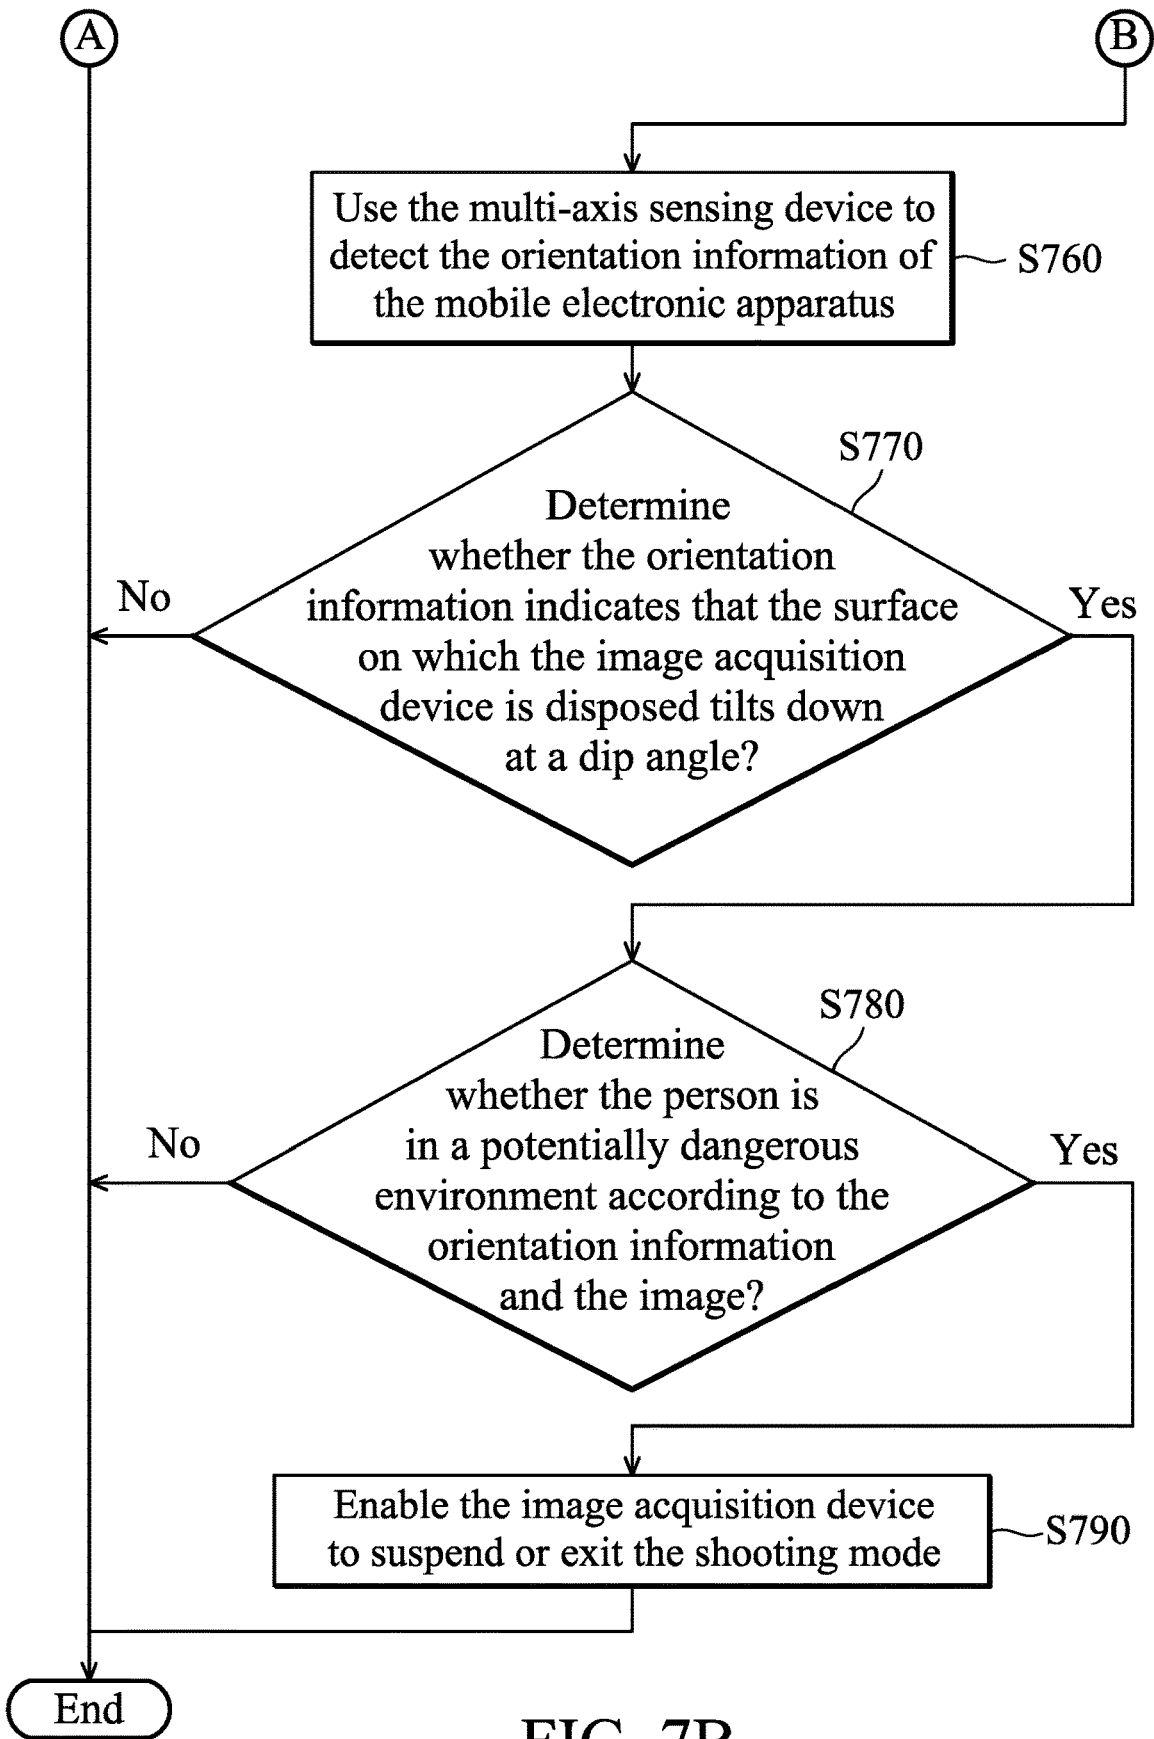 A
B
Use the multi-axis sensing device to
detect the orientation information of
the mobile electronic apparatus
S760
S770
Determine
whether the orientation
information indicates that the surface
on which the image acquisition
device is disposed tilts down
at a dip angle?
No
Yes
S780
Determine
whether the person is
in a potentially dangerous
environment according to the
orientation information
and the image?
No
Yes
Enable the image acquisition device
to suspend or exit the shooting mode
S790
End
FIG. 7B